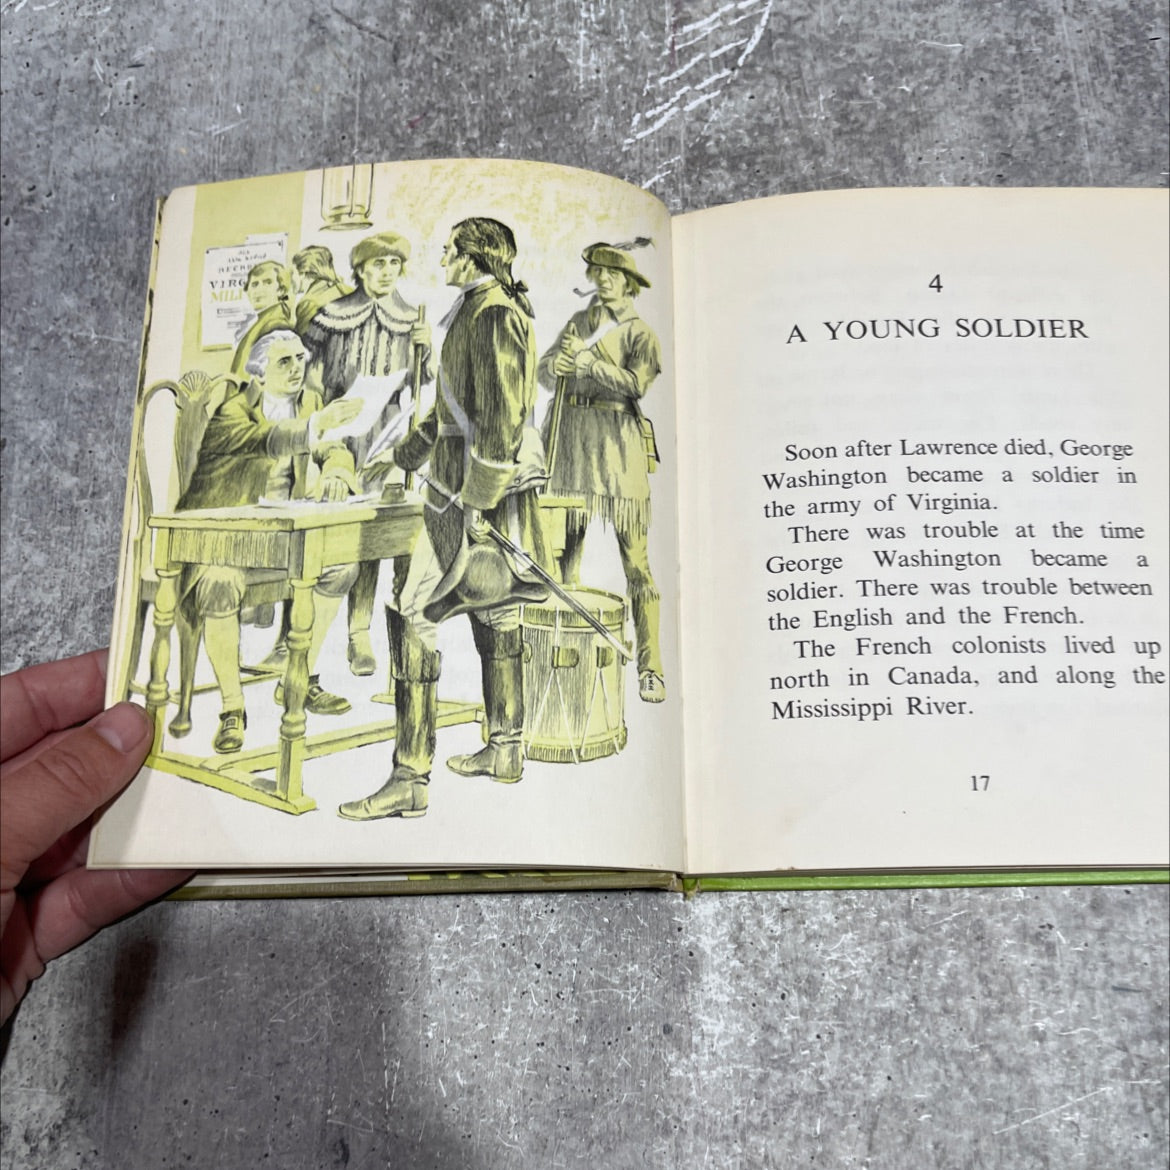 VIRG
MILI
4
A YOUNG SOLDIER
Soon after Lawrence died, George
Washington became a soldier in
the army of Virginia.
There was trouble at the time
George Washington became a
soldier. There was trouble between
the English and the French.
The French colonists lived up
north in Canada, and along the
Mississippi River.
17